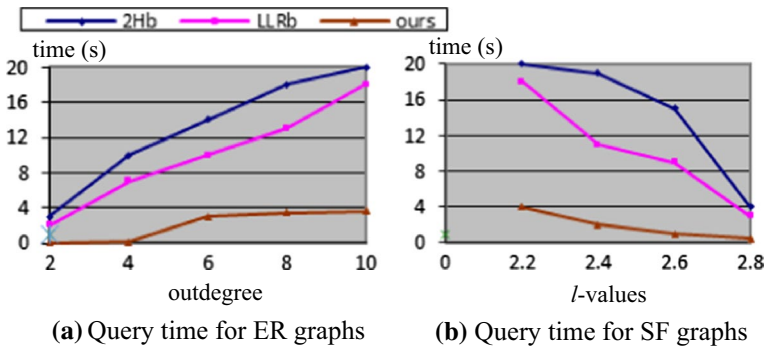 2Hb LLRb ours
time (s) time (s)
20 20
16 16
12 12
8 8
4 4
0 0
2 4 6 8 10 0 2.2 2.4 2.6 2.8
outdegree l-values
(a) Query time for ER graphs (b) Query time for SF graphs